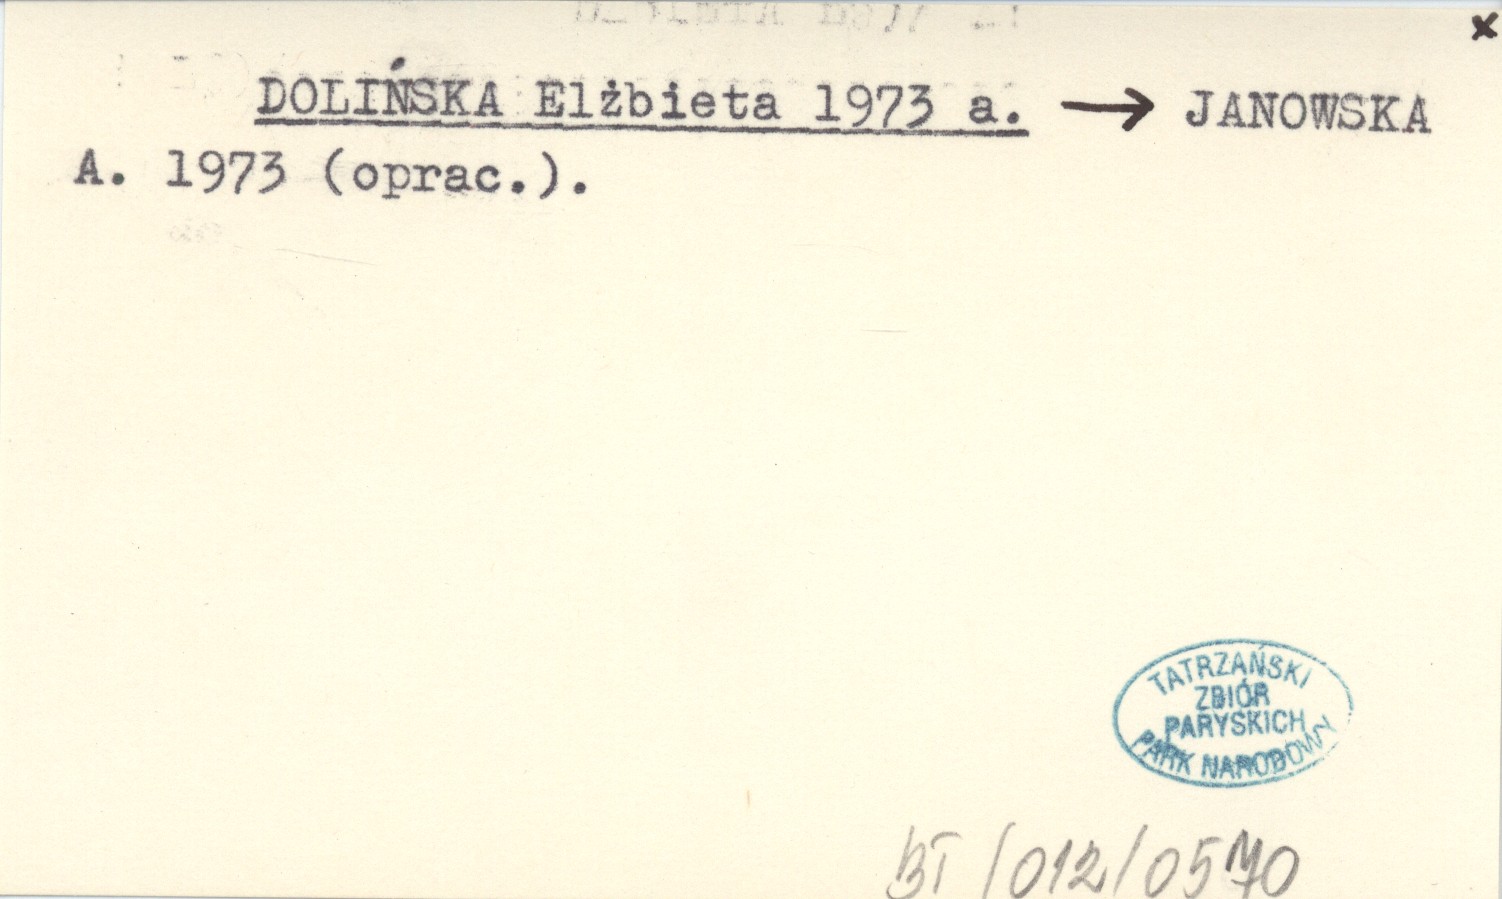 x
DOLIŃSKA Elżbieta 1973 a. → JANOWSKA
A. 1973 (oprac.).
TATRZAŃSKI
ZBIÓR
PARYSKICH
PARK NARODOWY
BT/012/0570